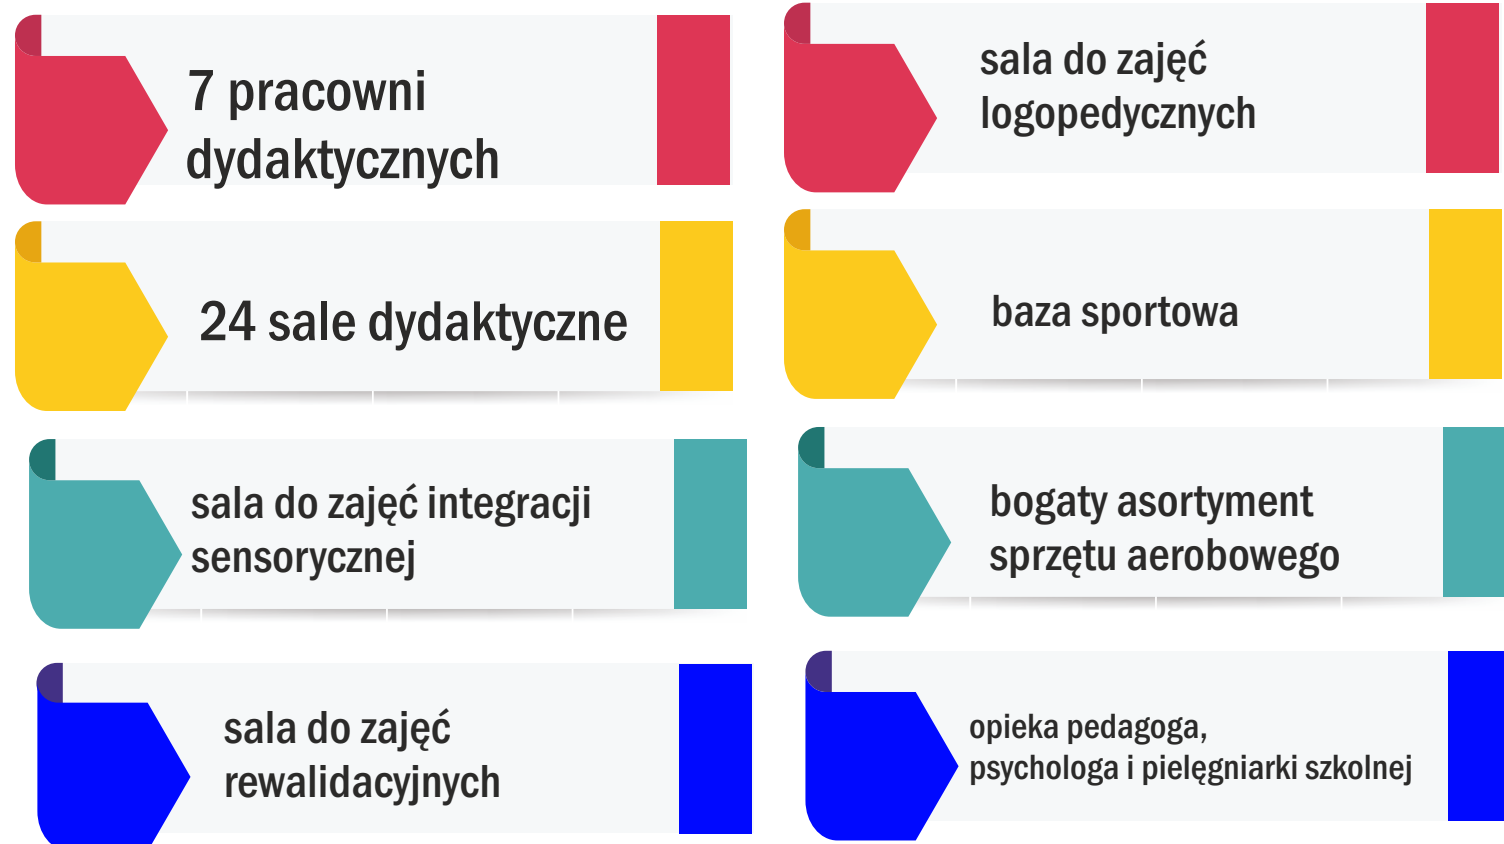 7 pracowni
dydaktycznych
24 sale dydaktyczne
sala do zajęć integracji
sensorycznej
sala do zajęć
rewalidacyjnych
sala do zajęć
logopedycznych
baza sportowa
bogaty asortyment
sprzętu aerobowego
opieka pedagoga,
psychologa i pielęgniarki szkolnej